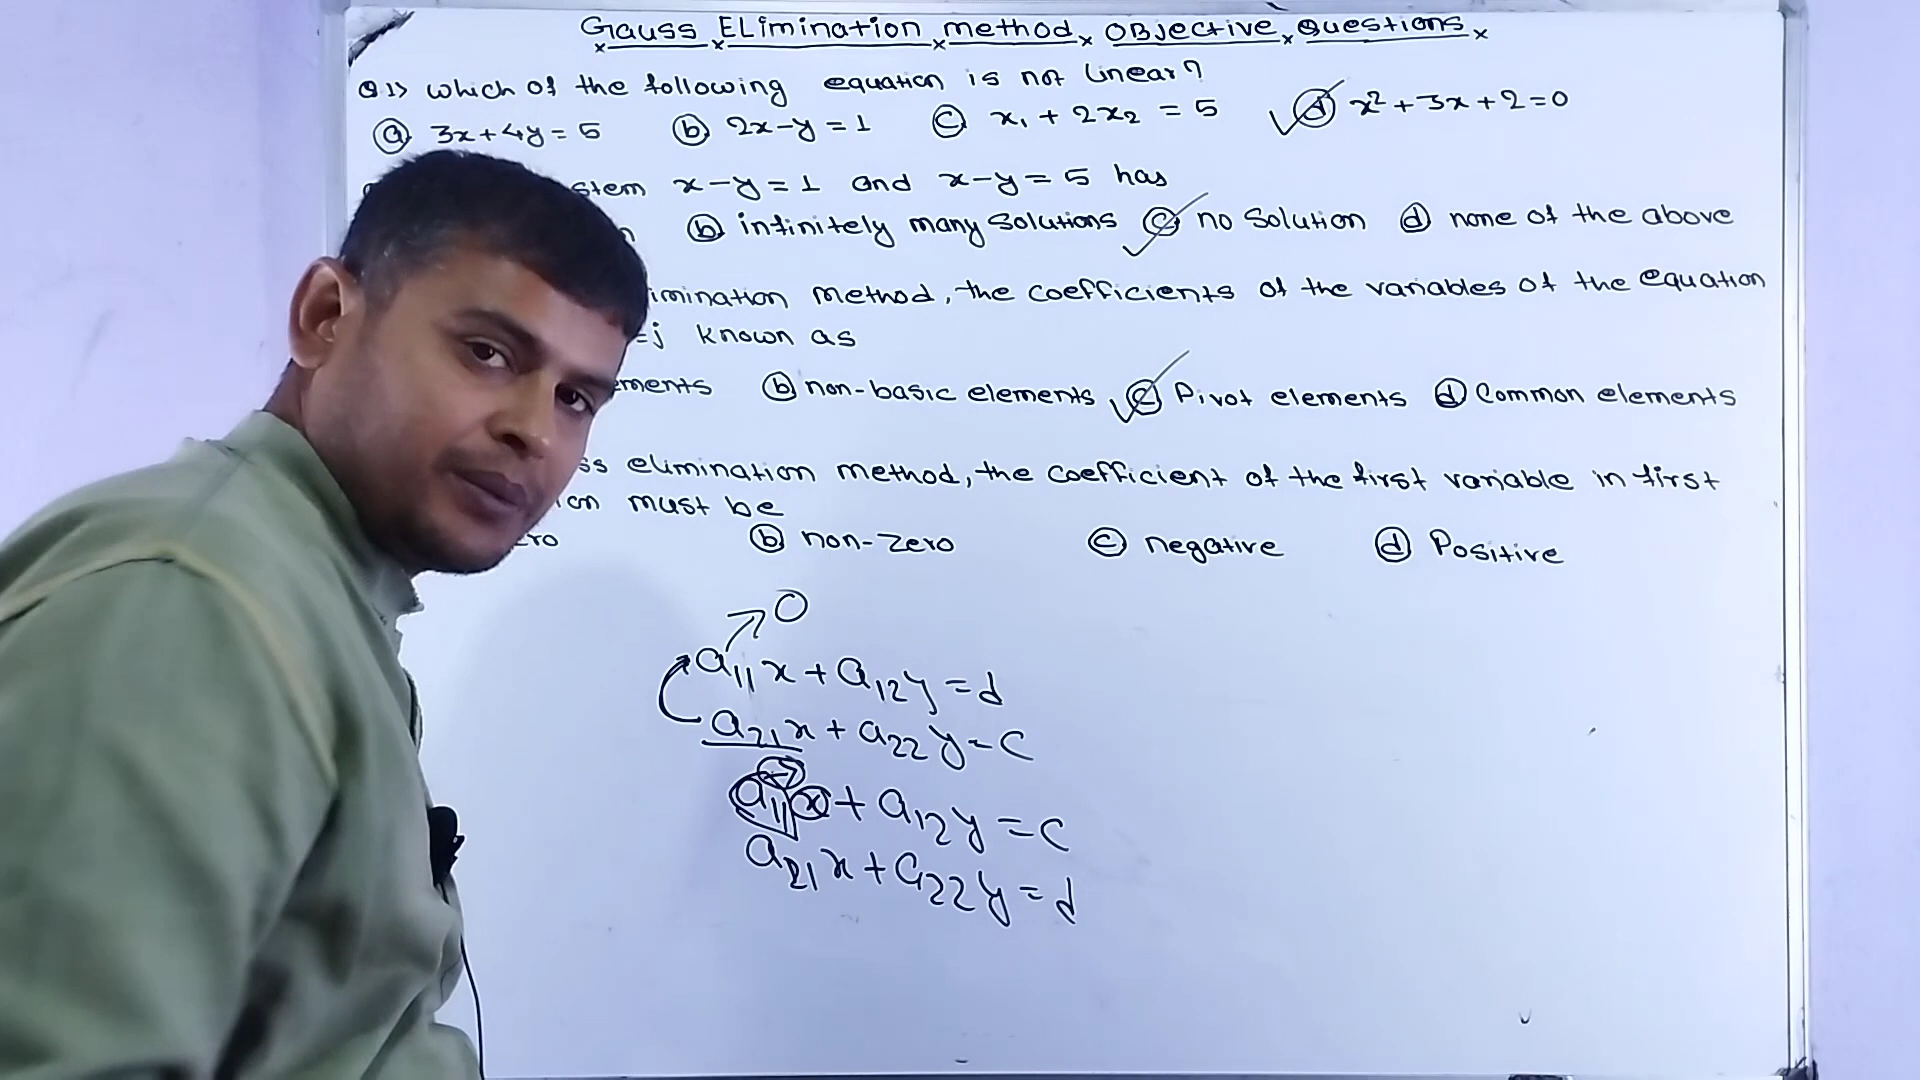 Gauss ELimination method OBJective Questions
Q1> which of the following equation is not linear?
(a) 3x+4y=5 (b) 2x-y=1 (c) x₁ + 2x₂ = 5 (d) x²+3x+2=0
stem x-y=1 and x-y=5 has
(b) infinitely many solutions (c) no solution (d) none of the above
imination method, the coefficients of the variables of the equation
=j known as
ements (b) non-basic elements (c) Pivot elements (d) Common elements
ss elimination method, the coefficient of the first variable in first
ion must be
ero (b) non-zero (c) negative (d) Positive
0
a₁₁x + a₁₂y = d
a₂₁x + a₂₂y = c
a₁₁x + a₁₂y = c
a₂₁x + a₂₂y = d